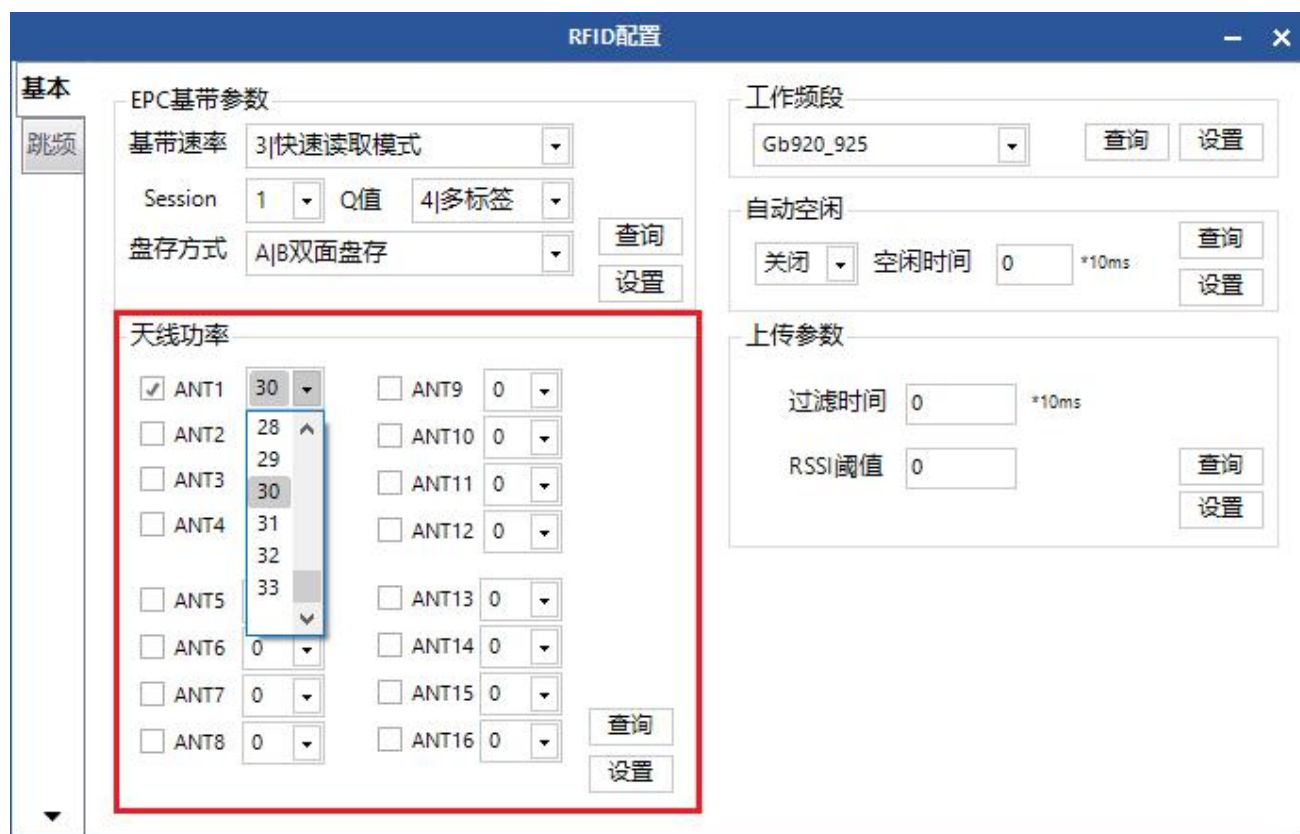 RFID配置
基本
跳频
EPC基带参数
基带速率 3|快速读取模式
Session 1 Q值 4|多标签
盘存方式 A|B双面盘存
查询
设置
工作频段
Gb920_925 查询 设置
自动空闲
关闭 空闲时间 0 *10ms
查询
设置
天线功率
ANT1 30 ANT9 0
ANT2 ANT10 0
ANT3 ANT11 0
ANT4 ANT12 0
28
29
30
31
32
33
ANT5 ANT13 0
ANT6 0 ANT14 0
ANT7 0 ANT15 0
ANT8 0 ANT16 0
查询
设置
上传参数
过滤时间 0 *10ms
RSSI阈值 0
查询
设置